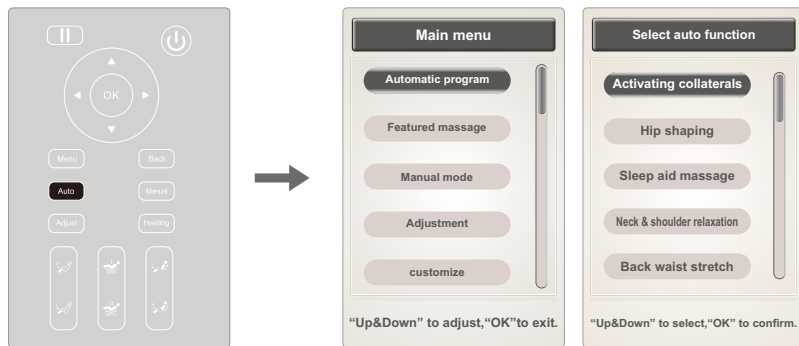 OK
Menu
Back
Auto
Manual
Adjust
Heating
Main menu
Automatic program
Featured massage
Manual mode
Adjustment
customize
“Up&Down” to adjust,“OK”to exit.
Select auto function
Activating collaterals
Hip shaping
Sleep aid massage
Neck & shoulder relaxation
Back waist stretch
“Up&Down” to select,“OK” to confirm.